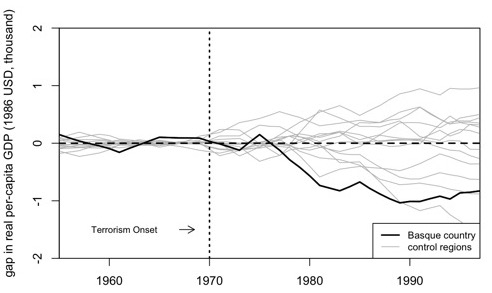 gap in real per-capita GDP (1986 USD, thousand)
2
1
0
-1
-2
Terrorism Onset
Basque country
control regions
1960 1970 1980 1990